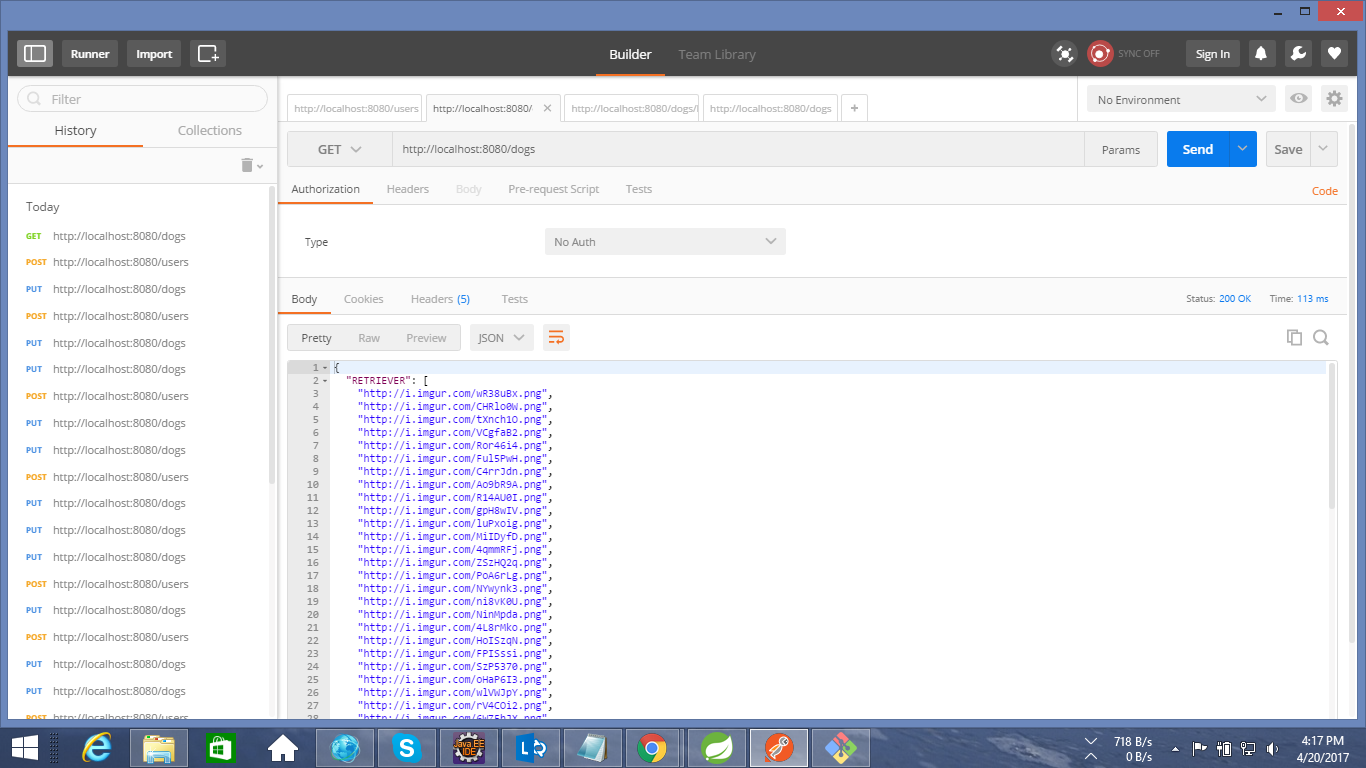 Runner
Import
Builder
Team Library
SYNC OFF
Sign In
Filter
History
Collections
Today
GET http://localhost:8080/dogs
POST http://localhost:8080/users
PUT http://localhost:8080/dogs
POST http://localhost:8080/users
PUT http://localhost:8080/dogs
PUT http://localhost:8080/dogs
POST http://localhost:8080/users
PUT http://localhost:8080/dogs
PUT http://localhost:8080/dogs
POST http://localhost:8080/users
PUT http://localhost:8080/dogs
PUT http://localhost:8080/dogs
PUT http://localhost:8080/dogs
POST http://localhost:8080/users
PUT http://localhost:8080/dogs
POST http://localhost:8080/users
PUT http://localhost:8080/dogs
PUT http://localhost:8080/dogs
POST http://localhost:8080/users
http://localhost:8080/users
http://localhost:8080/
http://localhost:8080/dogs/
http://localhost:8080/dogs
No Environment
GET
http://localhost:8080/dogs
Params
Send
Save
Authorization
Headers
Body
Pre-request Script
Tests
Code
Type
No Auth
Body
Cookies
Headers (5)
Tests
Status: 200 OK
Time: 113 ms
Pretty
Raw
Preview
JSON
1 {
2 "RETRIEVER": [
3 "http://i.imgur.com/wR38uBx.png",
4 "http://i.imgur.com/CHRlo0W.png",
5 "http://i.imgur.com/tXnch1O.png",
6 "http://i.imgur.com/VCgfaB2.png",
7 "http://i.imgur.com/Ror46i4.png",
8 "http://i.imgur.com/Ful5PwH.png",
9 "http://i.imgur.com/C4rrJdn.png",
10 "http://i.imgur.com/Ao9bR9A.png",
11 "http://i.imgur.com/R14AU0I.png",
12 "http://i.imgur.com/gpH8wIV.png",
13 "http://i.imgur.com/luPxoig.png",
14 "http://i.imgur.com/MiIDyfD.png",
15 "http://i.imgur.com/4qmmRFj.png",
16 "http://i.imgur.com/ZSzHQ2q.png",
17 "http://i.imgur.com/PoA6rLg.png",
18 "http://i.imgur.com/NYwynk3.png",
19 "http://i.imgur.com/ni8vK0U.png",
20 "http://i.imgur.com/NinMpda.png",
21 "http://i.imgur.com/4L8rMko.png",
22 "http://i.imgur.com/HoISzqN.png",
23 "http://i.imgur.com/FPISssi.png",
24 "http://i.imgur.com/SzP5370.png",
25 "http://i.imgur.com/oHaP6I3.png",
26 "http://i.imgur.com/wlVWJpY.png",
27 "http://i.imgur.com/rV4COi2.png",
28
Java EE
IDE
718 B/s
0 B/s
4:17 PM
4/20/2017